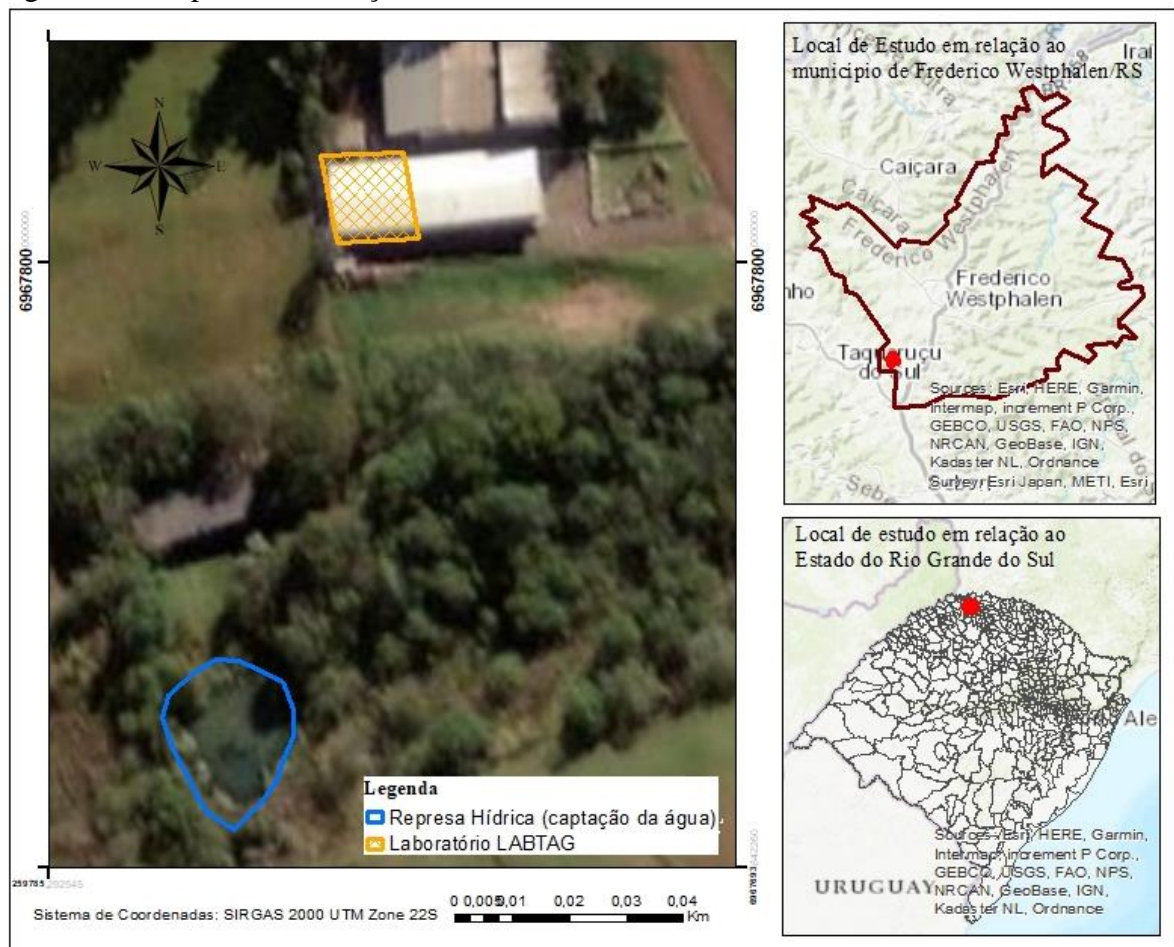 N
W E
S
6967800
6967800
Legenda
Represa Hídrica (captação da água)
Laboratório LABTAG
Sistema de Coordenadas: SIRGAS 2000 UTM Zone 22S
0 0,005 0,01 0,02 0,03 0,04
Km
Local de Estudo em relação ao
municipio de Frederico Westphalen/RS
Iraí
Caiçara
Caiçara
Frederico Westphalen
Frederico
Westphalen
Taquaruçu
do Sul
Sources: Esri, HERE, Garmin,
Intermap, increment P Corp.,
GEBCO, USGS, FAO, NPS,
NRCAN, GeoBase, IGN,
Kadaster NL, Ordnance
Survey, Esri Japan, METI, Esri
Local de estudo em relação ao
Estado do Rio Grande do Sul
URUGUAY
Sources: Esri, HERE, Garmin,
Intermap, increment P Corp.,
GEBCO, USGS, FAO, NPS,
NRCAN, GeoBase, IGN,
Kadaster NL, Ordnance